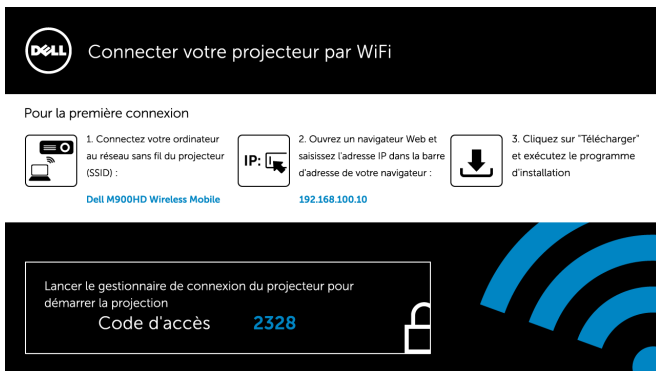 DELL
Connecter votre projecteur par WiFi
Pour la première connexion
1. Connectez votre ordinateur
au réseau sans fil du projecteur
(SSID) :
Dell M900HD Wireless Mobile
IP:
2. Ouvrez un navigateur Web et
saisissez l'adresse IP dans la barre
d'adresse de votre navigateur :
192.168.100.10
3. Cliquez sur "Télécharger"
et exécutez le programme
d'installation
Lancer le gestionnaire de connexion du projecteur pour
démarrer la projection
Code d'accès 2328